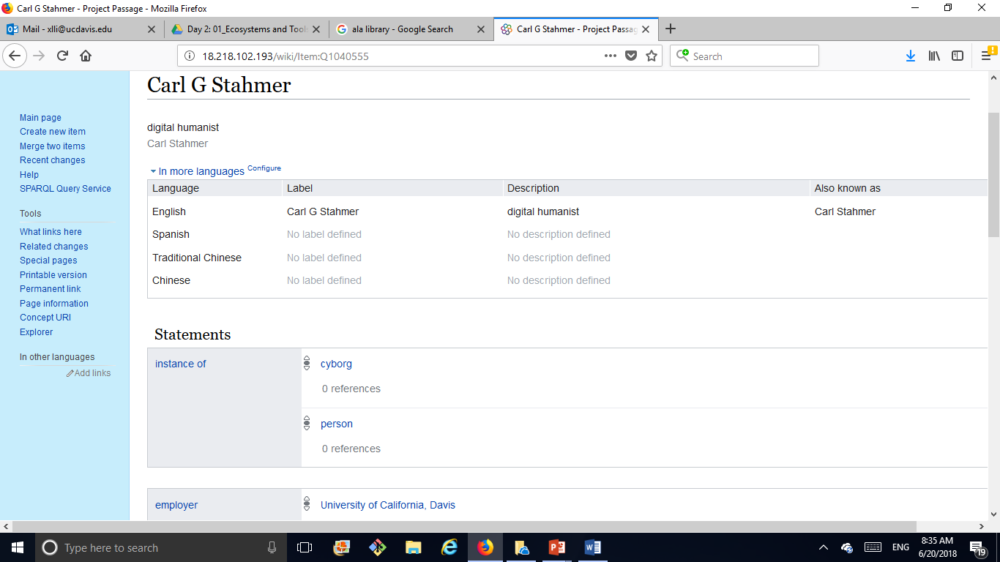 Carl G Stahmer - Project Passage - Mozilla Firefox
Mail - xlli@ucdavis.edu
Day 2: 01_Ecosystems and Tool
ala library - Google Search
Carl G Stahmer - Project Passag
18.218.102.193/wiki/Item:Q1040555
Search
Carl G Stahmer
digital humanist
Carl Stahmer
In more languages Configure
Language Label Description Also known as
English Carl G Stahmer digital humanist Carl Stahmer
Spanish No label defined No description defined
Traditional Chinese No label defined No description defined
Chinese No label defined No description defined
Statements
instance of
cyborg
0 references
person
0 references
employer
University of California, Davis
Main page
Create new item
Merge two items
Recent changes
Help
SPARQL Query Service
Tools
What links here
Related changes
Special pages
Printable version
Permanent link
Page information
Concept URI
Explorer
In other languages
Add links
Type here to search
ENG
8:35 AM
6/20/2018
19